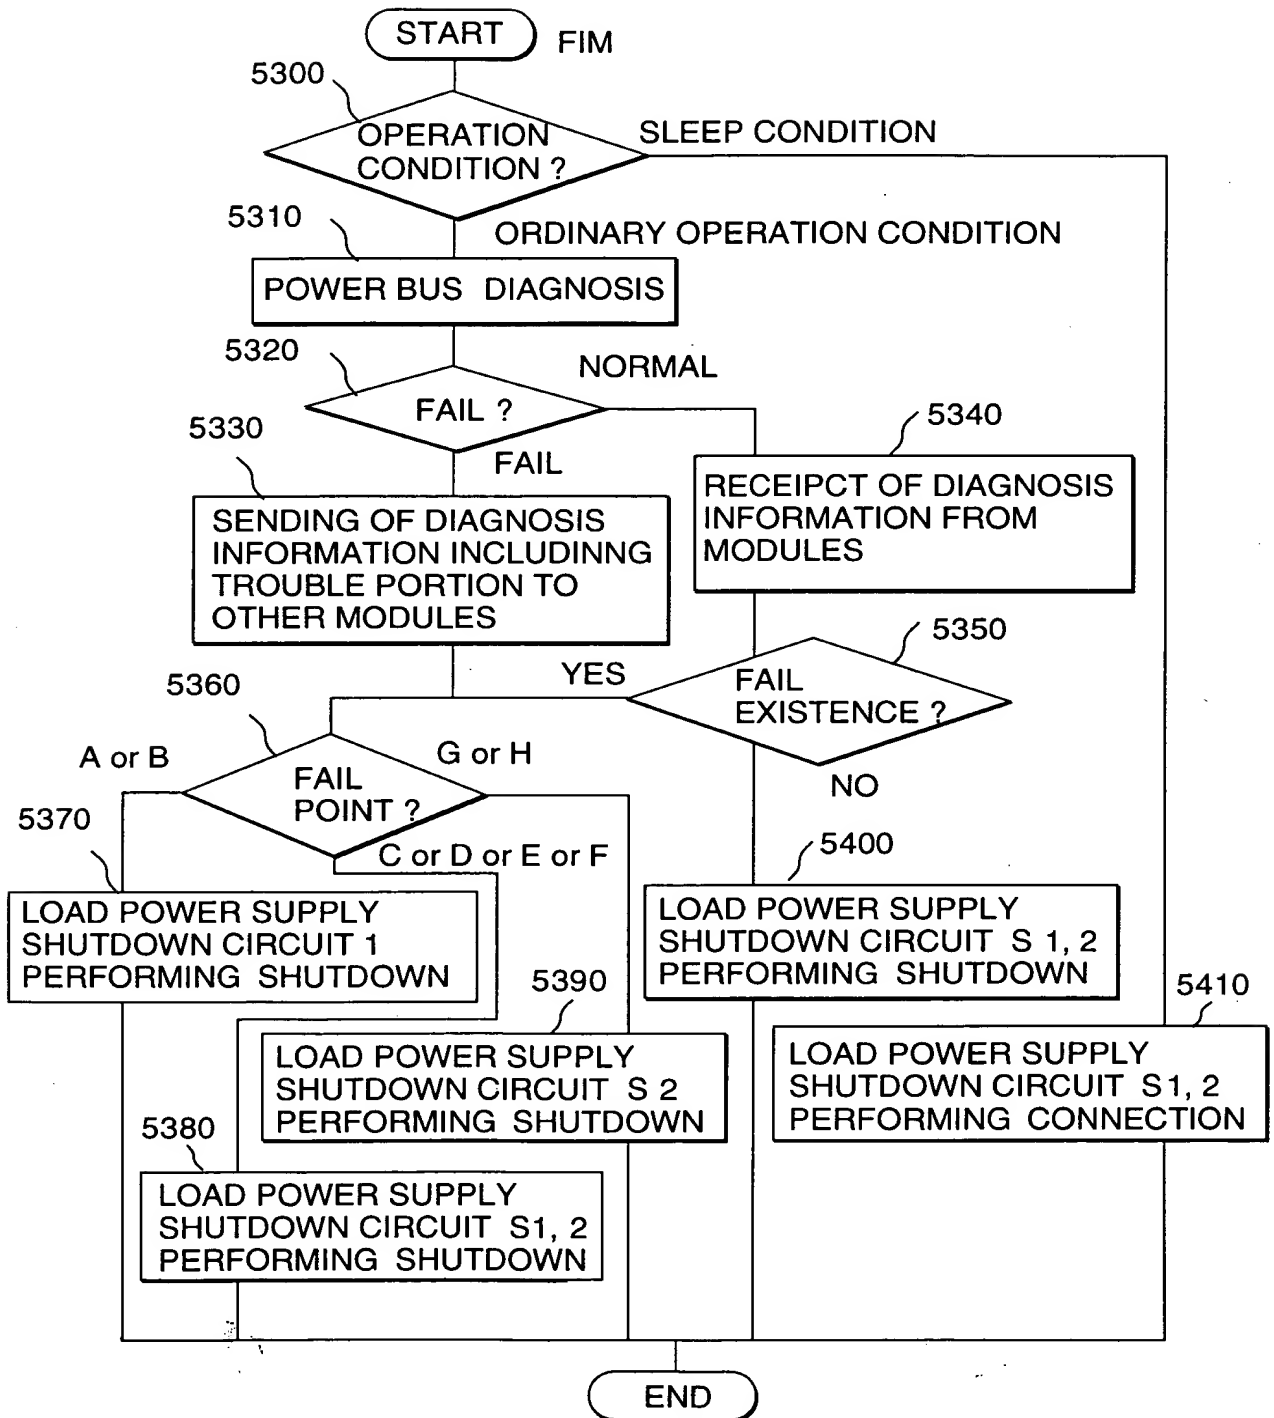 START
FIM
5300
OPERATION
CONDITION ?
SLEEP CONDITION
5310
ORDINARY OPERATION CONDITION
POWER BUS DIAGNOSIS
5320
NORMAL
FAIL ?
5330
FAIL
5340
RECEIPCT OF DIAGNOSIS
INFORMATION FROM
MODULES
SENDING OF DIAGNOSIS
INFORMATION INCLUDINNG
TROUBLE PORTION TO
OTHER MODULES
5350
YES
FAIL
EXISTENCE ?
NO
5360
A or B
G or H
FAIL
POINT ?
C or D or E or F
5370
LOAD POWER SUPPLY
SHUTDOWN CIRCUIT 1
PERFORMING SHUTDOWN
5400
LOAD POWER SUPPLY
SHUTDOWN CIRCUIT S 1, 2
PERFORMING SHUTDOWN
5390
LOAD POWER SUPPLY
SHUTDOWN CIRCUIT S 2
PERFORMING SHUTDOWN
5410
LOAD POWER SUPPLY
SHUTDOWN CIRCUIT S1, 2
PERFORMING CONNECTION
5380
LOAD POWER SUPPLY
SHUTDOWN CIRCUIT S1, 2
PERFORMING SHUTDOWN
END